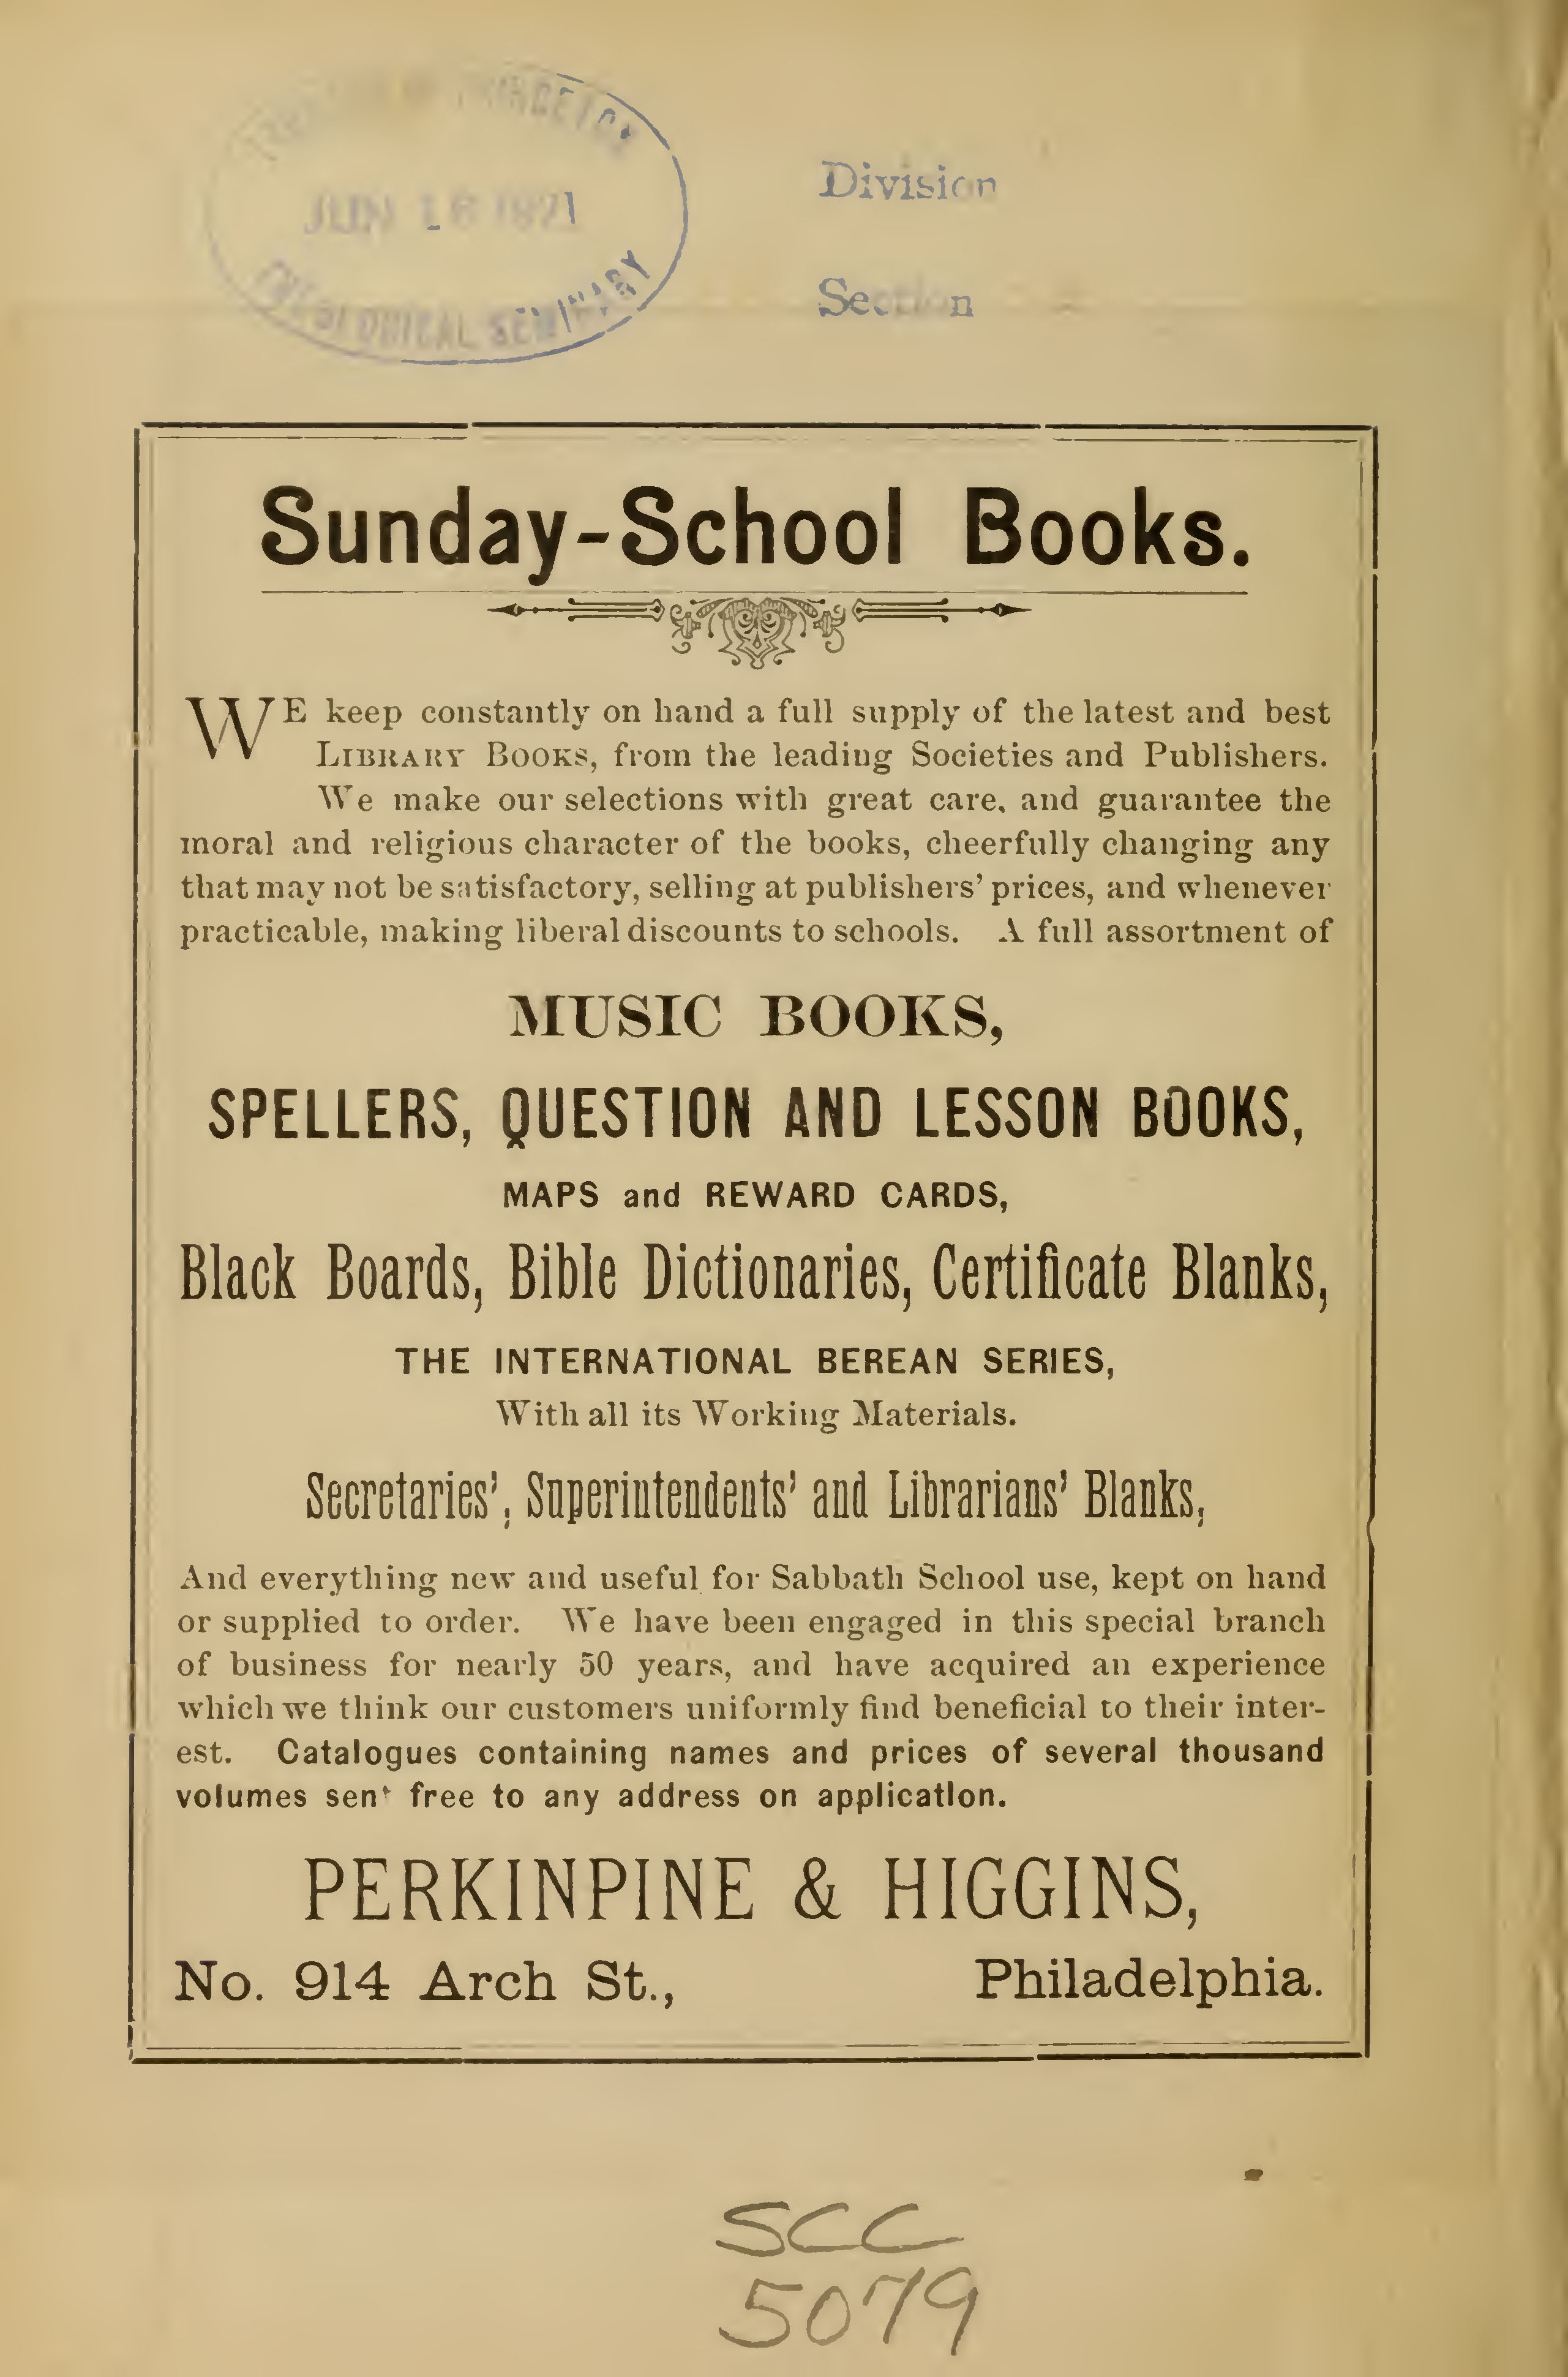 OF PRINCETON
JUN 16 1921
THEOLOGICAL SEMINARY
Division
Section
Sunday-School Books.
WE keep constantly on hand a full supply of the latest and best
LIBRARY BOOKS, from the leading Societies and Publishers.
We make our selections with great care, and guarantee the
moral and religious character of the books, cheerfully changing any
that may not be satisfactory, selling at publishers' prices, and whenever
practicable, making liberal discounts to schools. A full assortment of
MUSIC BOOKS,
SPELLERS, QUESTION AND LESSON BOOKS,
MAPS and REWARD CARDS,
Black Boards, Bible Dictionaries, Certificate Blanks,
THE INTERNATIONAL BEREAN SERIES,
With all its Working Materials.
Secretaries', Superintendents' and Librarians' Blanks,
And everything new and useful for Sabbath School use, kept on hand
or supplied to order. We have been engaged in this special branch
of business for nearly 50 years, and have acquired an experience
which we think our customers uniformly find beneficial to their inter-
est. Catalogues containing names and prices of several thousand
volumes sent free to any address on application.
PERKINPINE & HIGGINS,
No. 914 Arch St., Philadelphia.
SCC
5079